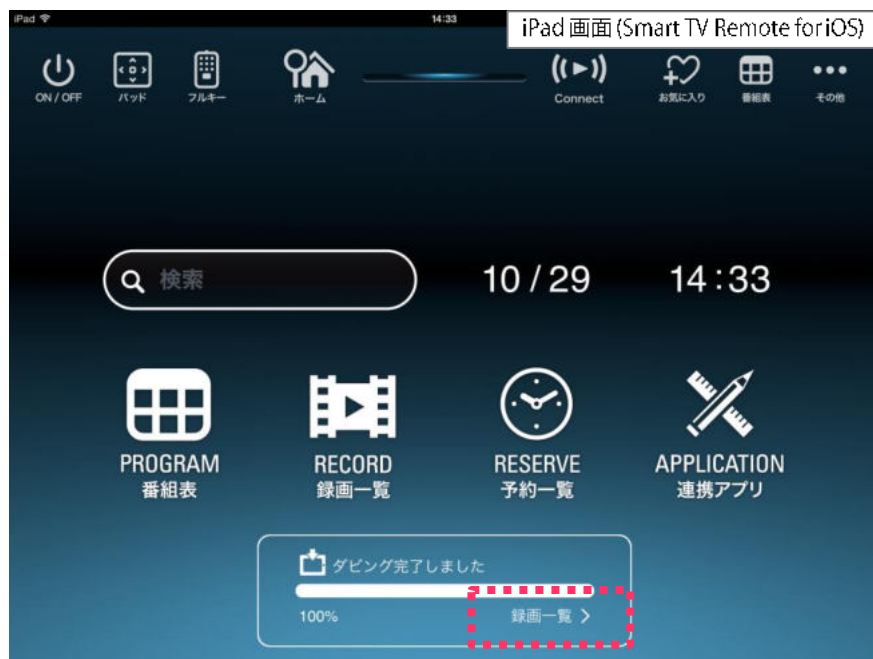 iPad
14:33
iPad 画面 (Smart TV Remote for iOS)
ON / OFF
パッド
フルキー
ホーム
Connect
お気に入り
番組表
その他
検索
10 / 29
14:33
PROGRAM
番組表
RECORD
録画一覧
RESERVE
予約一覧
APPLICATION
連携アプリ
ダビング完了しました
100%
録画一覧 >